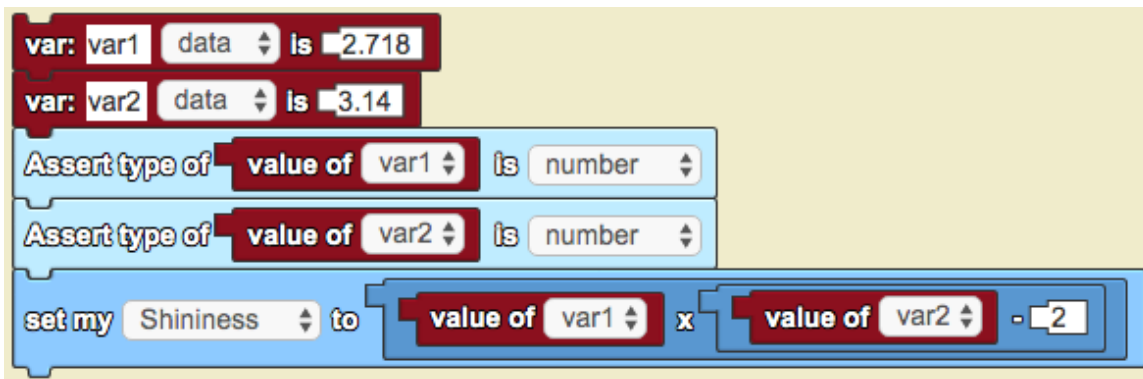 var: var1 data is 2.718
var: var2 data is 3.14
Assert type of value of var1 is number
Assert type of value of var2 is number
set my Shininess to value of var1 x value of var2 - 2